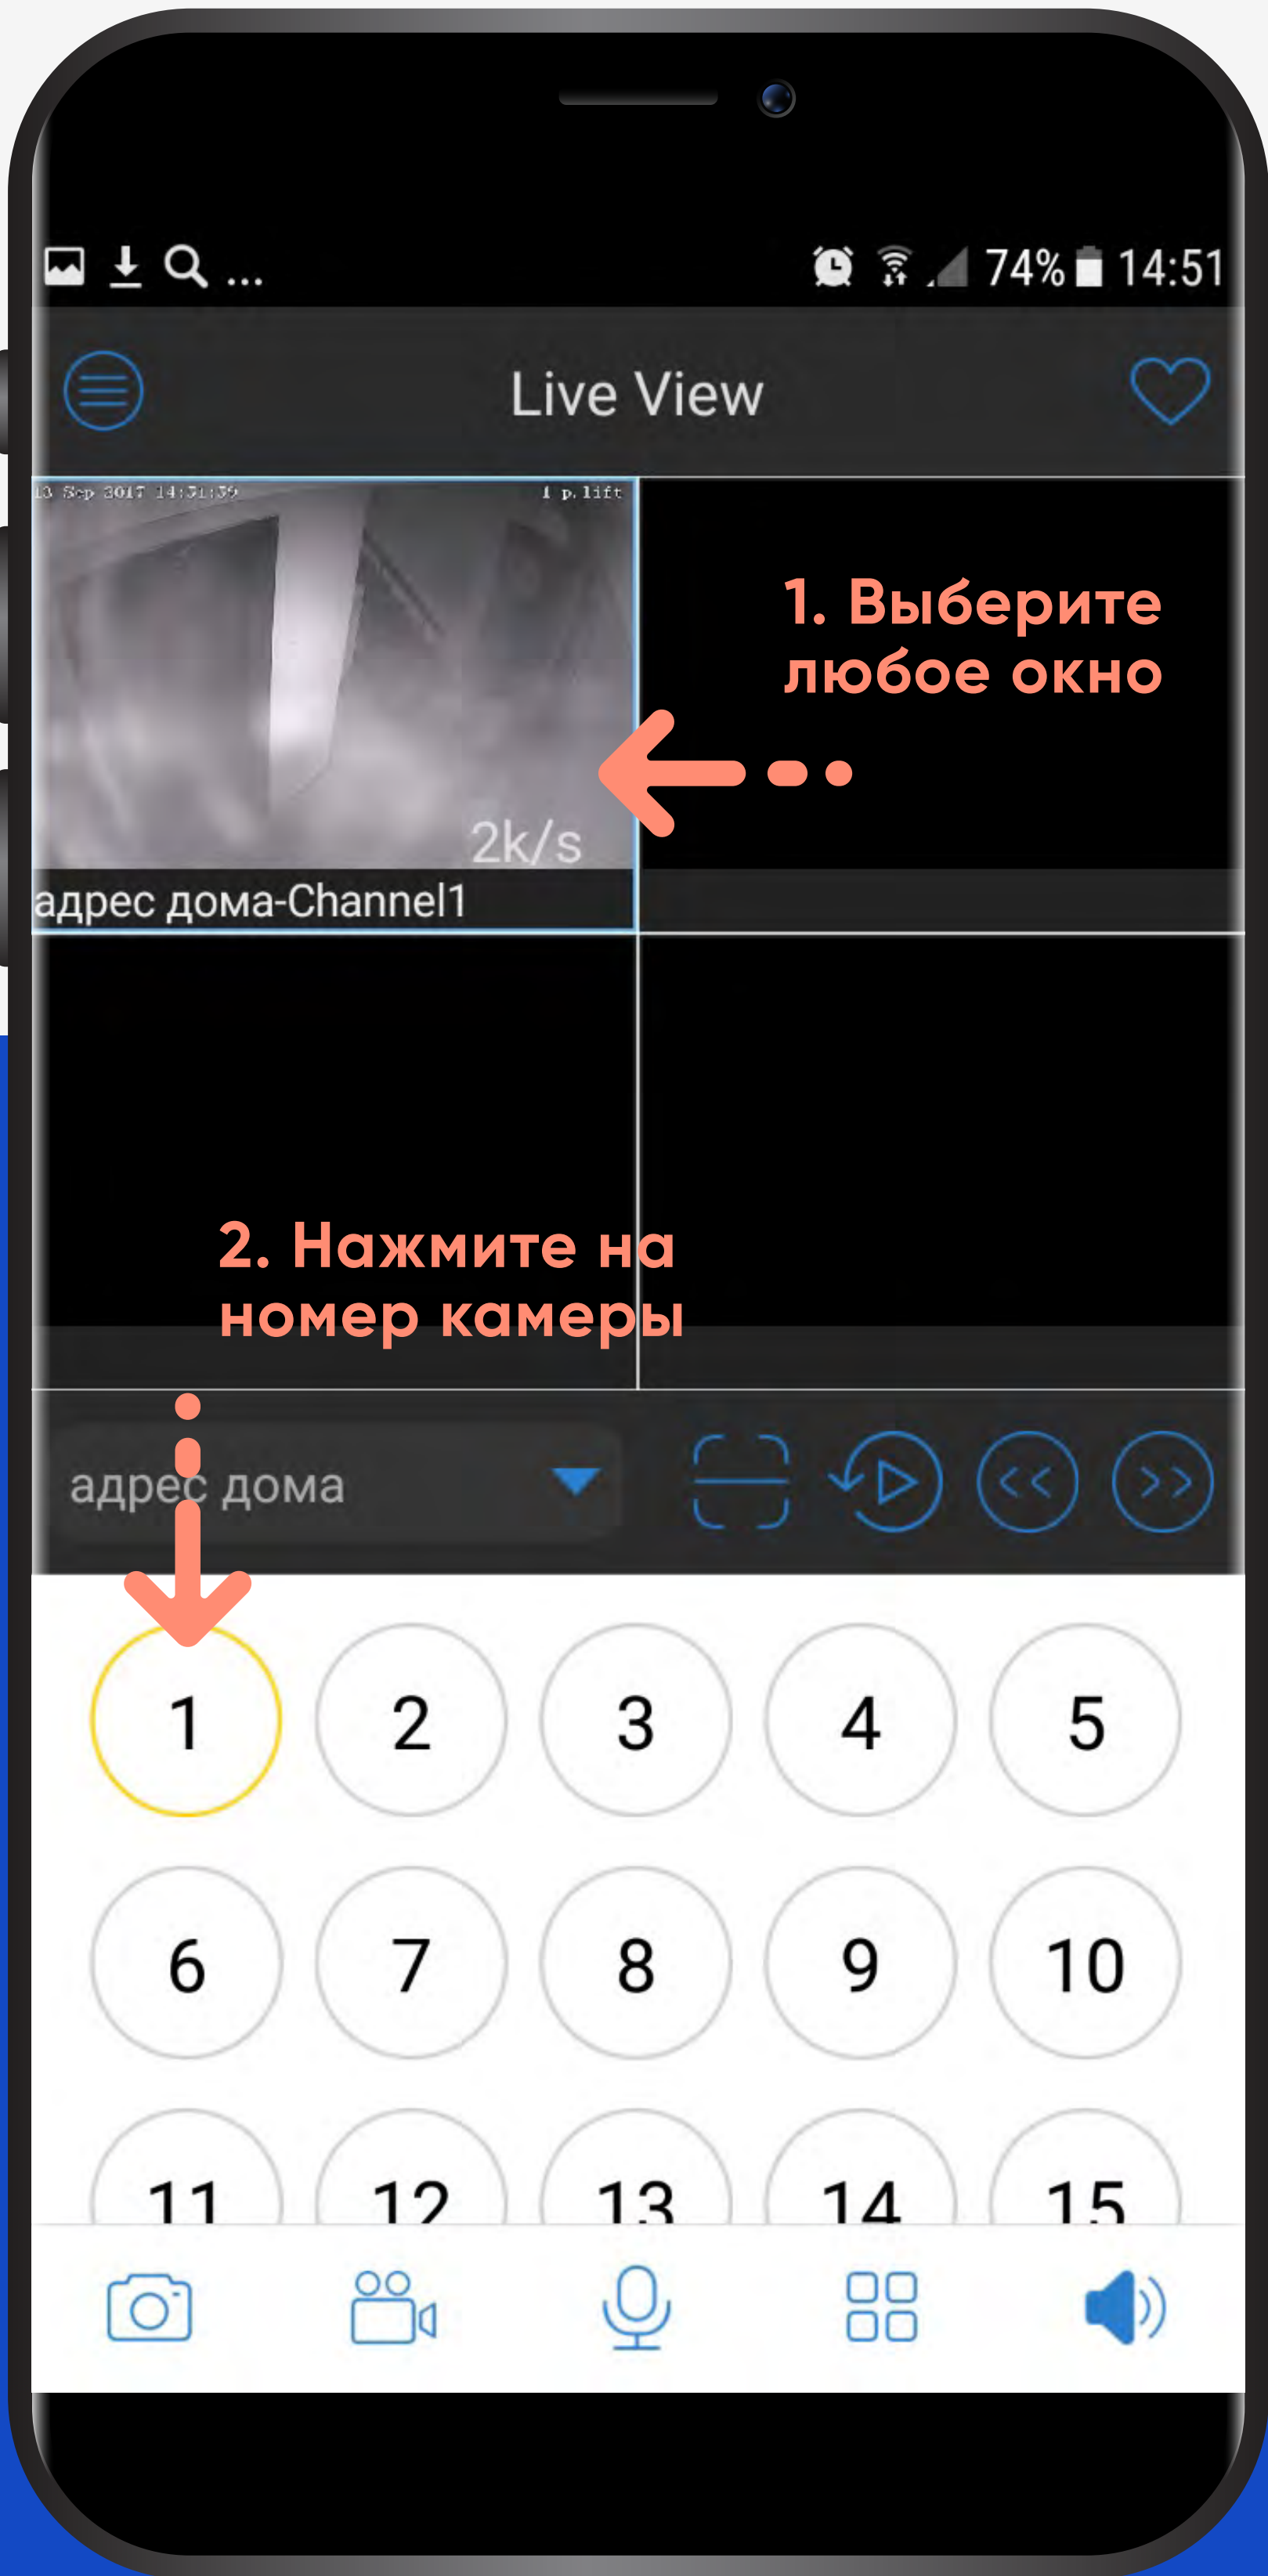 ... 74% 14:51
Live View
13 Sep 2017 14:51:59 1 p.lift
1. Выберите
любое окно
2k/s
адрес дома-Channel1
2. Нажмите на
номер камеры
адрес дома
1 2 3 4 5
6 7 8 9 10
11 12 13 14 15